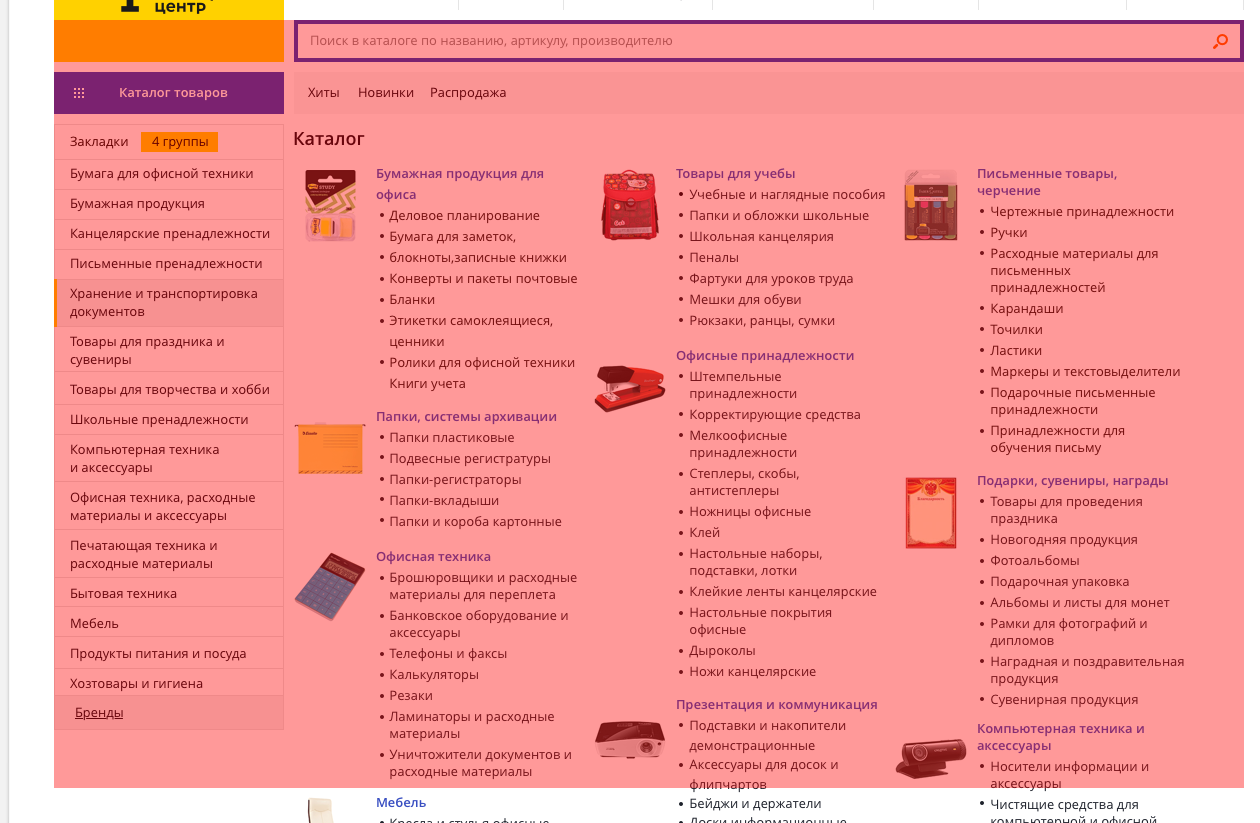 центр
Поиск в каталоге по названию, артикулу, производителю
Каталог товаров
Хиты Новинки Распродажа
Закладки 4 группы
Бумага для офисной техники
Бумажная продукция
Канцелярские пренадлежности
Письменные пренадлежности
Хранение и транспортировка
документов
Товары для праздника и
сувениры
Товары для творчества и хобби
Школьные пренадлежности
Компьютерная техника
и аксессуары
Офисная техника, расходные
материалы и аксессуары
Печатающая техника и
расходные материалы
Бытовая техника
Мебель
Продукты питания и посуда
Хозтовары и гигиена
Бренды
Каталог
Бумажная продукция для
офиса
Деловое планирование
Бумага для заметок,
блокноты,записные книжки
Конверты и пакеты почтовые
Бланки
Этикетки самоклеящиеся,
ценники
Ролики для офисной техники
Книги учета
Папки, системы архивации
Папки пластиковые
Подвесные регистратуры
Папки-регистраторы
Папки-вкладыши
Папки и короба картонные
Офисная техника
Брошюровщики и расходные
материалы для переплета
Банковское оборудование и
аксессуары
Телефоны и факсы
Калькуляторы
Резаки
Ламинаторы и расходные
материалы
Уничтожители документов и
расходные материалы
Мебель
Кресла и стулья офисные
Товары для учебы
Учебные и наглядные пособия
Папки и обложки школьные
Школьная канцелярия
Пеналы
Фартуки для уроков труда
Мешки для обуви
Рюкзаки, ранцы, сумки
Офисные принадлежности
Штемпельные
принадлежности
Корректирующие средства
Мелкоофисные
принадлежности
Степлеры, скобы,
антистеплеры
Ножницы офисные
Клей
Настольные наборы,
подставки, лотки
Клейкие ленты канцелярские
Настольные покрытия
офисные
Дыроколы
Ножи канцелярские
Презентация и коммуникация
Подставки и накопители
демонстрационные
Аксессуары для досок и
флипчартов
Бейджи и держатели
Доски информационные
Письменные товары,
черчение
Чертежные принадлежности
Ручки
Расходные материалы для
письменных
принадлежностей
Карандаши
Точилки
Ластики
Маркеры и текстовыделители
Подарочные письменные
принадлежности
Принадлежности для
обучения письму
Подарки, сувениры, награды
Товары для проведения
праздника
Новогодняя продукция
Фотоальбомы
Подарочная упаковка
Альбомы и листы для монет
Рамки для фотографий и
дипломов
Наградная и поздравительная
продукция
Сувенирная продукция
Компьютерная техника и
аксессуары
Носители информации и
аксессуары
Чистящие средства для
компьютерной и офисной